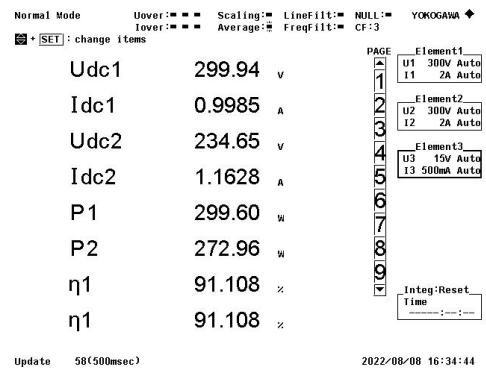 Normal Mode Uover: Scaling: LineFilt: NULL: YOKOGAWA
Iover: Average: FreqFilt: CF:3
+ SET : change items
PAGE
Udc1 299.94 V
Idc1 0.9985 A
Udc2 234.65 V
Idc2 1.1628 A
P1 299.60 W
P2 272.96 W
η1 91.108 %
η1 91.108 %
1
2
3
4
5
6
7
8
9
Element1
U1 300V Auto
I1 2A Auto
Element2
U2 300V Auto
I2 2A Auto
Element3
U3 15V Auto
I3 500mA Auto
Integ:Reset
Time
-----:--:--
Update 58(500msec) 2022/08/08 16:34:44